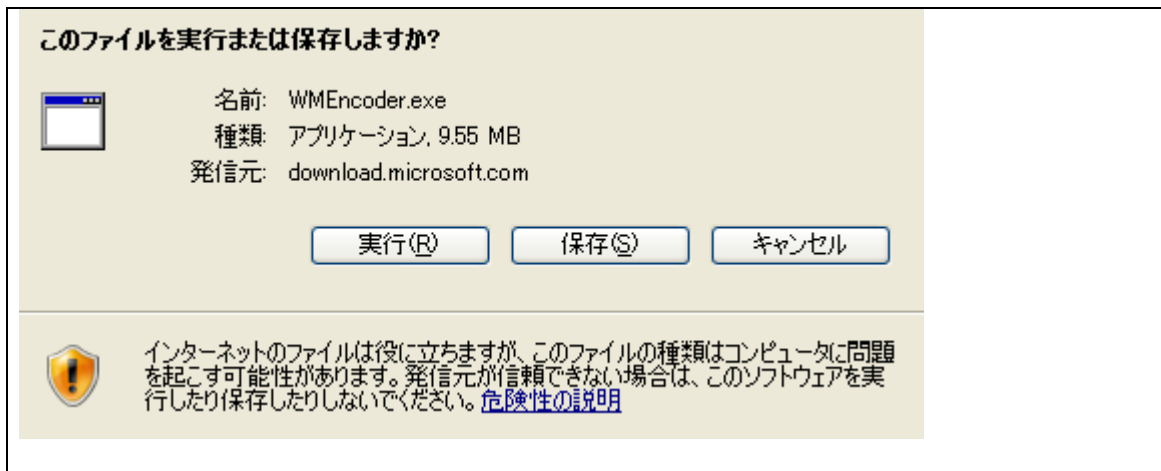 このファイルを実行または保存しますか?
名前: WMEncoder.exe
種類: アプリケーション, 9.55 MB
発信元: download.microsoft.com
実行(R) 保存(S) キャンセル
インターネットのファイルは役に立ちますが、このファイルの種類はコンピュータに問題
を起こす可能性があります。発信元が信頼できない場合は、このソフトウェアを実
行したり保存したりしないでください。危険性の説明